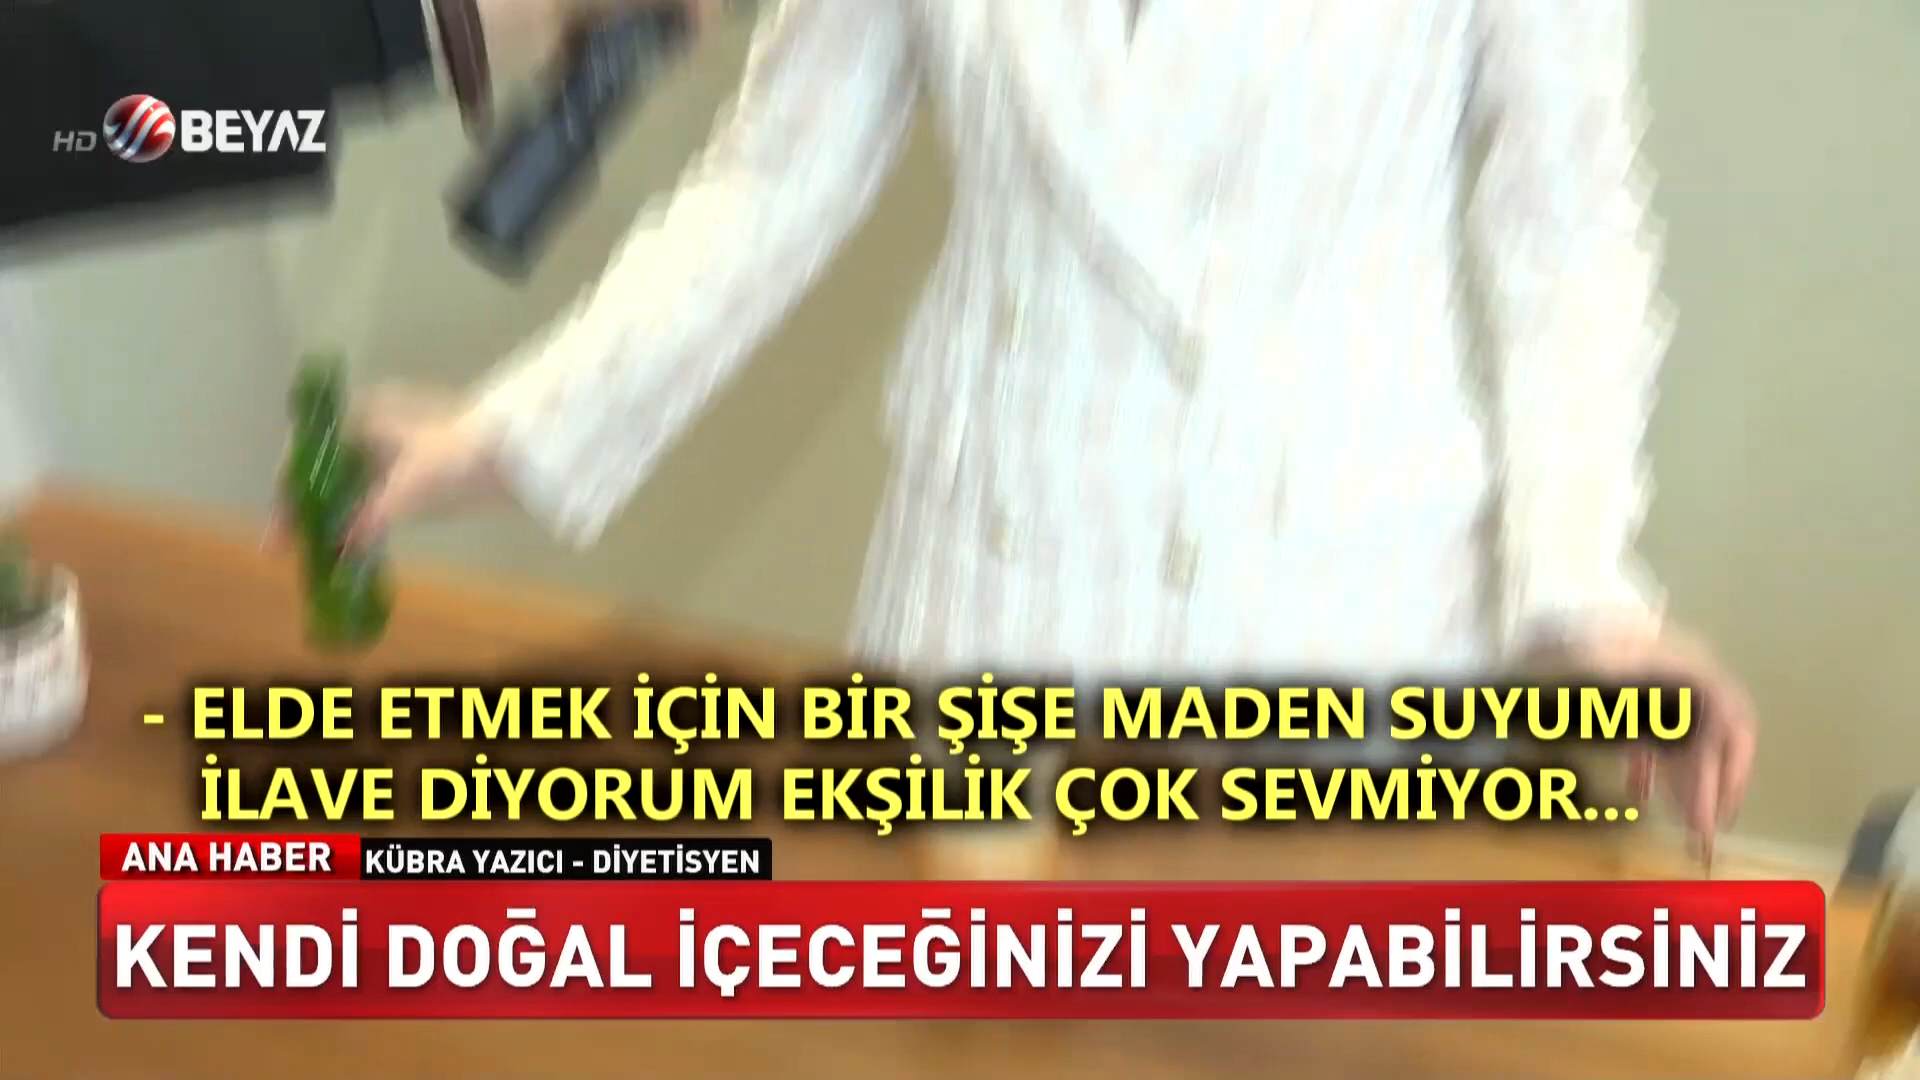 HD BEYAZ
- ELDE ETMEK İÇİN BİR ŞİŞE MADEN SUYUMU
İLAVE DİYORUM EKŞİLİK ÇOK SEVMİYOR...
ANA HABER KÜBRA YAZICI - DİYETİSYEN
KENDİ DOĞAL İÇECEĞİNİZİ YAPABİLİRSİNİZ